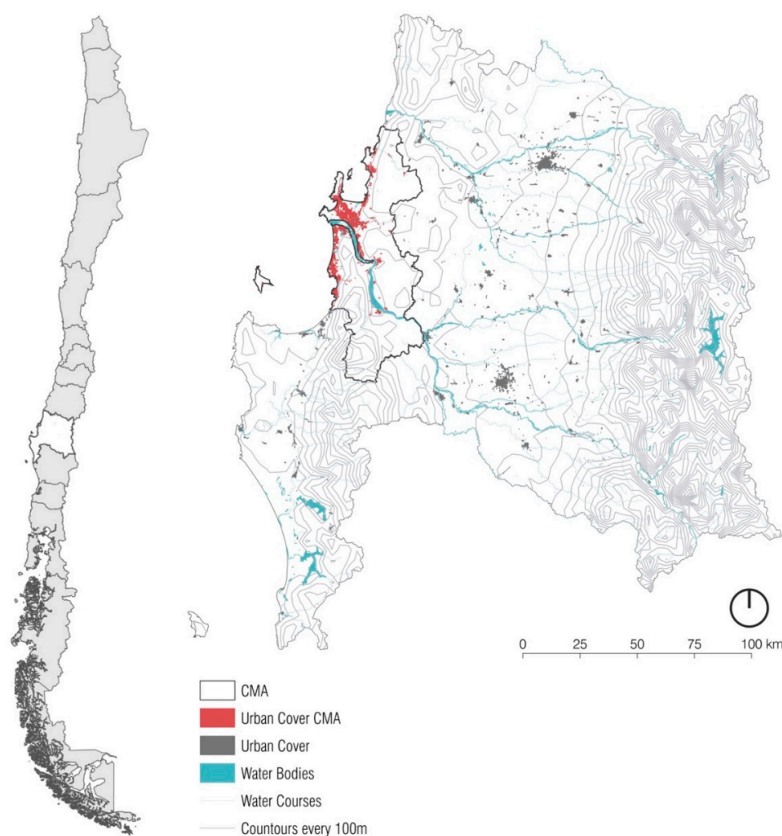 0 25 50 75 100 km
CMA
Urban Cover CMA
Urban Cover
Water Bodies
Water Courses
Countours every 100m